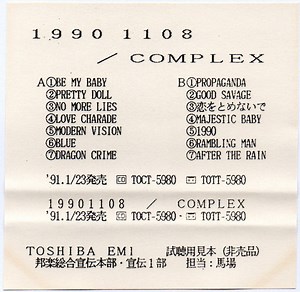 1990 1108
／ COMPLEX
A①BE MY BABY B①PROPAGANDA
②PRETTY DOLL ②GOOD SAVAGE
③NO MORE LIES ③恋をとめないで
④LOVE CHARADE ④MAJESTIC BABY
⑤MODERN VISION ⑤1990
⑥BLUE ⑥RAMBLING MAN
⑦DRAGON CRIME ⑦AFTER THE RAIN
'91.1/23発売 CD TOCT-5980 TOTT-5980
19901108 ／ COMPLEX
'91.1/23発売 CD TOCT-5980・ TOTT-5980
TOSHIBA EMI 試聴用見本（非売品）
邦楽総合宣伝本部・宣伝1部 担当：馬場